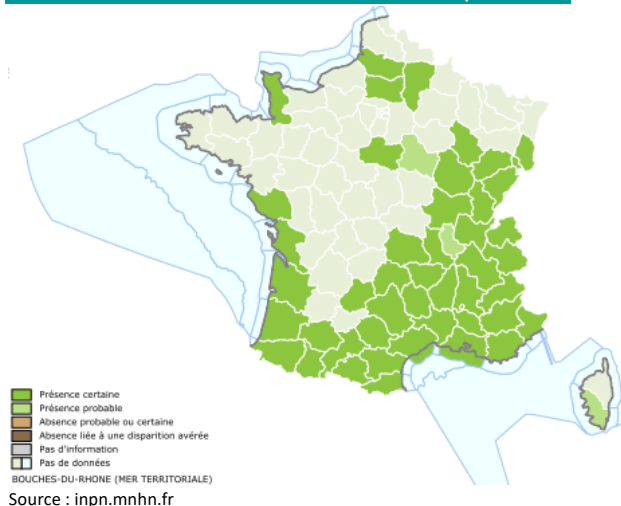 Présence certaine
Présence probable
Absence probable ou certaine
Absence liée à une disparition avérée
Pas d'information
Pas de données
BOUCHES-DU-RHONE (MER TERRITORIALE)
Source : inpn.mnhn.fr